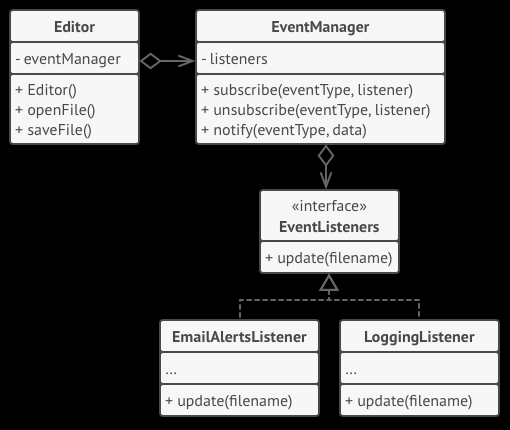 Editor
- eventManager
+ Editor()
+ openFile()
+ saveFile()
EventManager
- listeners
+ subscribe(eventType, listener)
+ unsubscribe(eventType, listener)
+ notify(eventType, data)
«interface»
EventListeners
+ update(filename)
EmailAlertsListener
...
+ update(filename)
LoggingListener
...
+ update(filename)